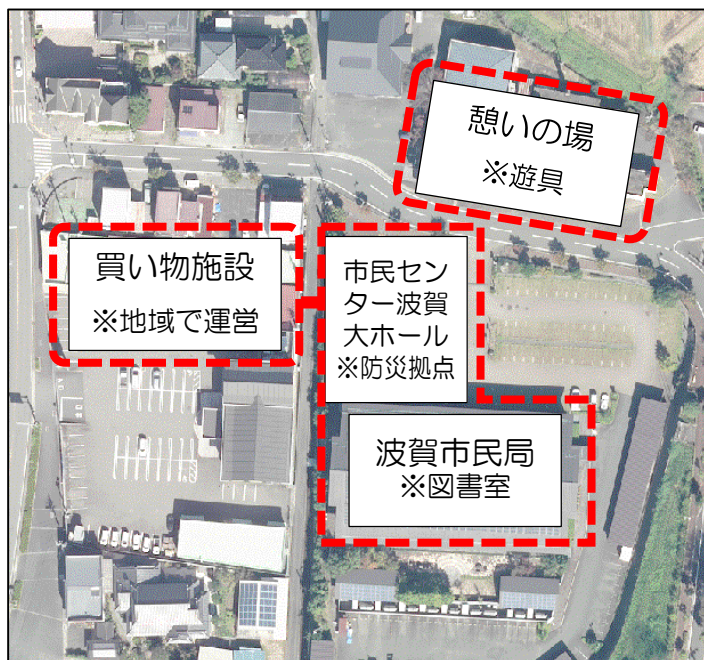 憩いの場
※遊具
買い物施設
※地域で運営
市民セン
ター波賀
大ホール
※防災拠点
波賀市民局
※図書室